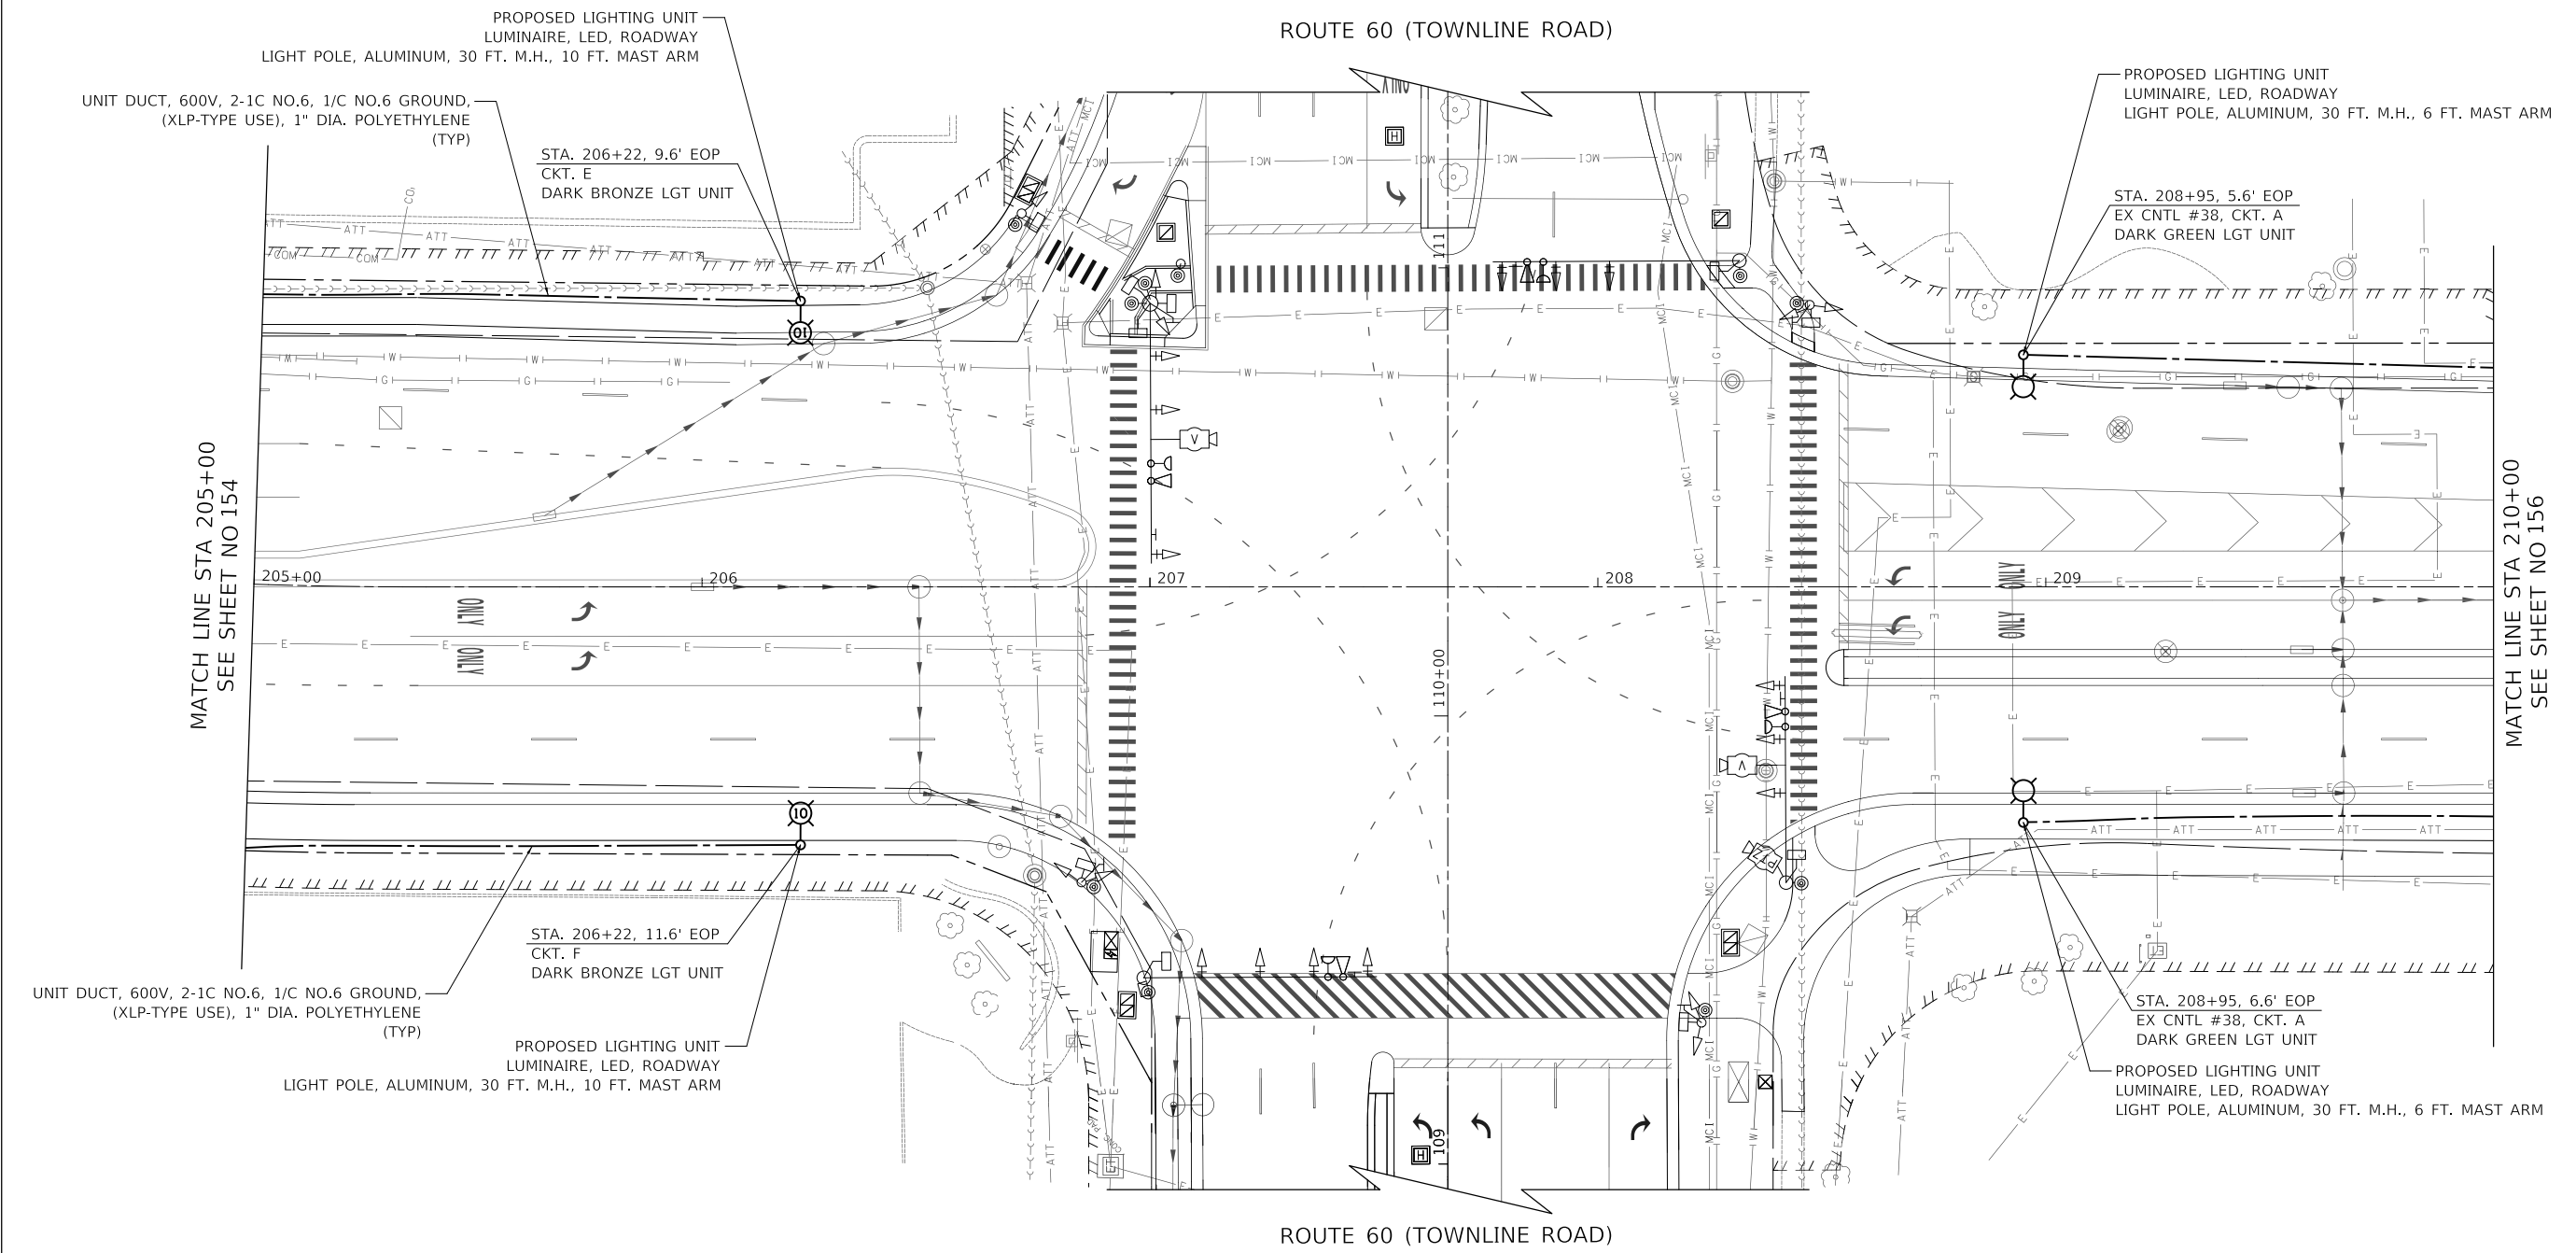 PROPOSED LIGHTING UNIT
LUMINAIRE, LED, ROADWAY
LIGHT POLE, ALUMINUM, 30 FT. M.H., 10 FT. MAST ARM
UNIT DUCT, 600V, 2-1C NO.6, 1/C NO.6 GROUND,
(XLP-TYPE USE), 1" DIA. POLYETHYLENE
(TYP)
STA. 206+22, 9.6' EOP
CKT. E
DARK BRONZE LGT UNIT
ROUTE 60 (TOWNLINE ROAD)
PROPOSED LIGHTING UNIT
LUMINAIRE, LED, ROADWAY
LIGHT POLE, ALUMINUM, 30 FT. M.H., 6 FT. MAST ARM
STA. 208+95, 5.6' EOP
EX CNTL #38, CKT. A
DARK GREEN LGT UNIT
MATCH LINE STA 205+00
SEE SHEET NO 154
205+00
206
207
208
209
111
110+00
109
ONLY
ONLY
ONLY
ONLY
10
10
H
H
V
V
PTZ
MATCH LINE STA 210+00
SEE SHEET NO 156
STA. 206+22, 11.6' EOP
CKT. F
DARK BRONZE LGT UNIT
UNIT DUCT, 600V, 2-1C NO.6, 1/C NO.6 GROUND,
(XLP-TYPE USE), 1" DIA. POLYETHYLENE
(TYP)
PROPOSED LIGHTING UNIT
LUMINAIRE, LED, ROADWAY
LIGHT POLE, ALUMINUM, 30 FT. M.H., 10 FT. MAST ARM
STA. 208+95, 6.6' EOP
EX CNTL #38, CKT. A
DARK GREEN LGT UNIT
PROPOSED LIGHTING UNIT
LUMINAIRE, LED, ROADWAY
LIGHT POLE, ALUMINUM, 30 FT. M.H., 6 FT. MAST ARM
ROUTE 60 (TOWNLINE ROAD)